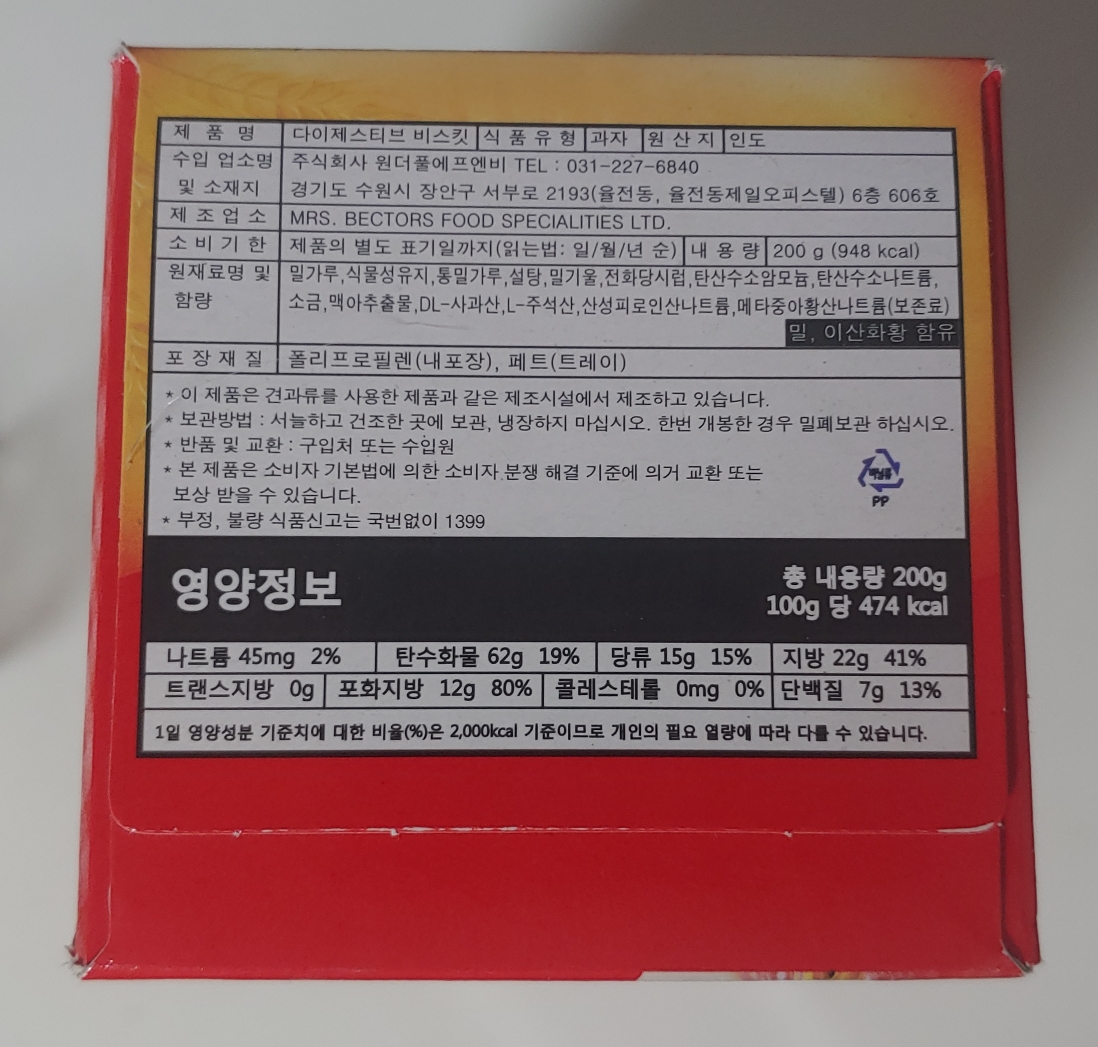 제 품 명 다이제스티브 비스킷 식 품 유 형 과자 원 산 지 인도
수입 업소명 주식회사 원더풀에프엔비 TEL : 031-227-6840
및 소재지 경기도 수원시 장안구 서부로 2193(율전동, 율전동제일오피스텔) 6층 606호
제 조 업 소 MRS. BECTORS FOOD SPECIALITIES LTD.
소 비 기 한 제품의 별도 표기일까지(읽는법: 일/월/년 순) 내 용 량 200 g (948 kcal)
원재료명 및 밀가루,식물성유지,통밀가루,설탕,밀기울,전화당시럽,탄산수소암모늄,탄산수소나트륨,
함량 소금,맥아추출물,DL-사과산,L-주석산,산성피로인산나트륨,메타중아황산나트륨(보존료)
밀, 이산화황 함유
포 장 재 질 폴리프로필렌(내포장), 페트(트레이)
* 이 제품은 견과류를 사용한 제품과 같은 제조시설에서 제조하고 있습니다.
* 보관방법 : 서늘하고 건조한 곳에 보관, 냉장하지 마십시오. 한번 개봉한 경우 밀폐보관 하십시오.
* 반품 및 교환 : 구입처 또는 수입원
* 본 제품은 소비자 기본법에 의한 소비자 분쟁 해결 기준에 의거 교환 또는
보상 받을 수 있습니다.
PP
* 부정, 불량 식품신고는 국번없이 1399
영양정보
총 내용량 200g
100g 당 474 kcal
나트륨 45mg 2% 탄수화물 62g 19% 당류 15g 15% 지방 22g 41%
트랜스지방 0g 포화지방 12g 80% 콜레스테롤 0mg 0% 단백질 7g 13%
1일 영양성분 기준치에 대한 비율(%)은 2,000kcal 기준이므로 개인의 필요 열량에 따라 다를 수 있습니다.